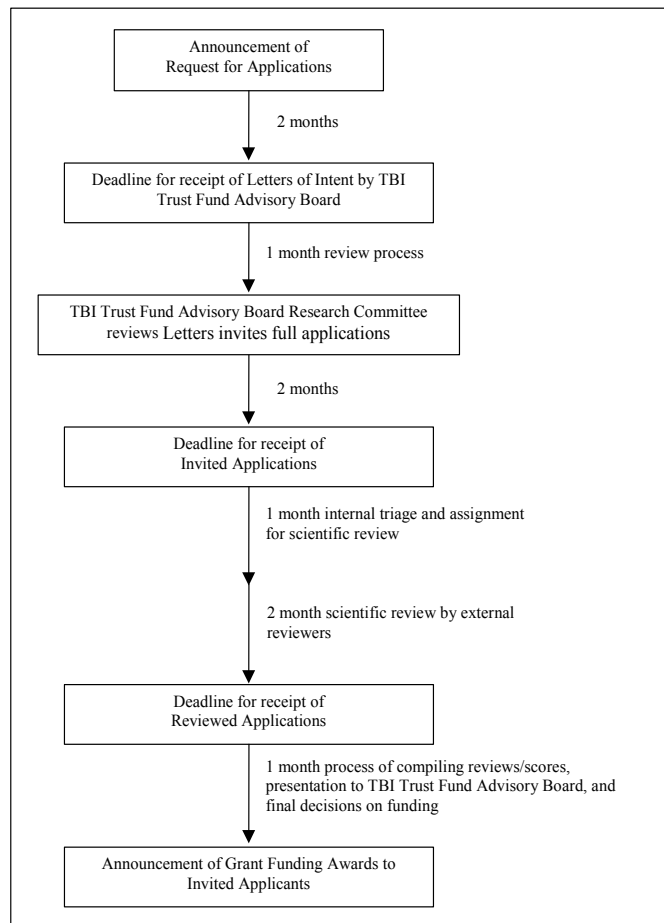 Announcement of
Request for Applications
2 months
Deadline for receipt of Letters of Intent by TBI
Trust Fund Advisory Board
1 month review process
TBI Trust Fund Advisory Board Research Committee
reviews Letters invites full applications
2 months
Deadline for receipt of
Invited Applications
1 month internal triage and assignment
for scientific review
2 month scientific review by external
reviewers
Deadline for receipt of
Reviewed Applications
1 month process of compiling reviews/scores,
presentation to TBI Trust Fund Advisory Board, and
final decisions on funding
Announcement of Grant Funding Awards to
Invited Applicants